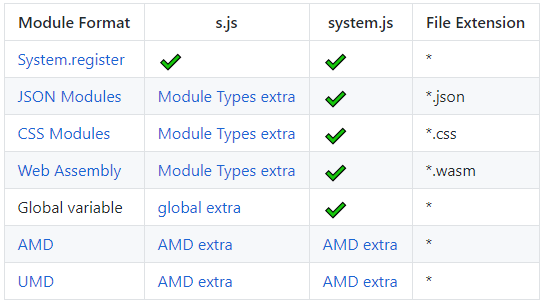 Module Format s.js system.js File Extension
System.register ✔ ✔ *
JSON Modules Module Types extra ✔ *.json
CSS Modules Module Types extra ✔ *.css
Web Assembly Module Types extra ✔ *.wasm
Global variable global extra ✔ *
AMD AMD extra AMD extra *
UMD AMD extra AMD extra *